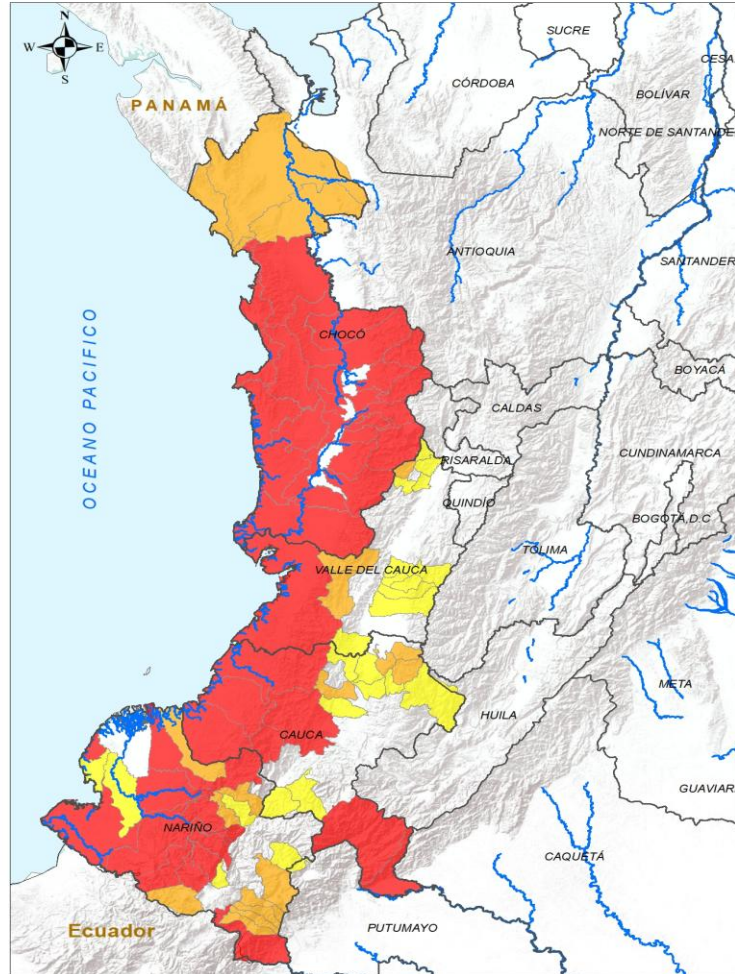 N
W E
S
SUCRE
CESA
CÓRDOBA
BOLÍVAR
PANAMÁ
NORTE DE SANTANDE
ANTIOQUIA
SANTANDER
OCEANO PACIFICO
CHOCÓ
BOYACÁ
CALDAS
CUNDINAMARCA
RISARALDA
QUINDÍO
BOGOTÁ,D.C
TOLIMA
VALLE DEL CAUCA
META
HUILA
CAUCA
GUAVIAR
NARIÑO
CAQUETÁ
PUTUMAYO
Ecuador